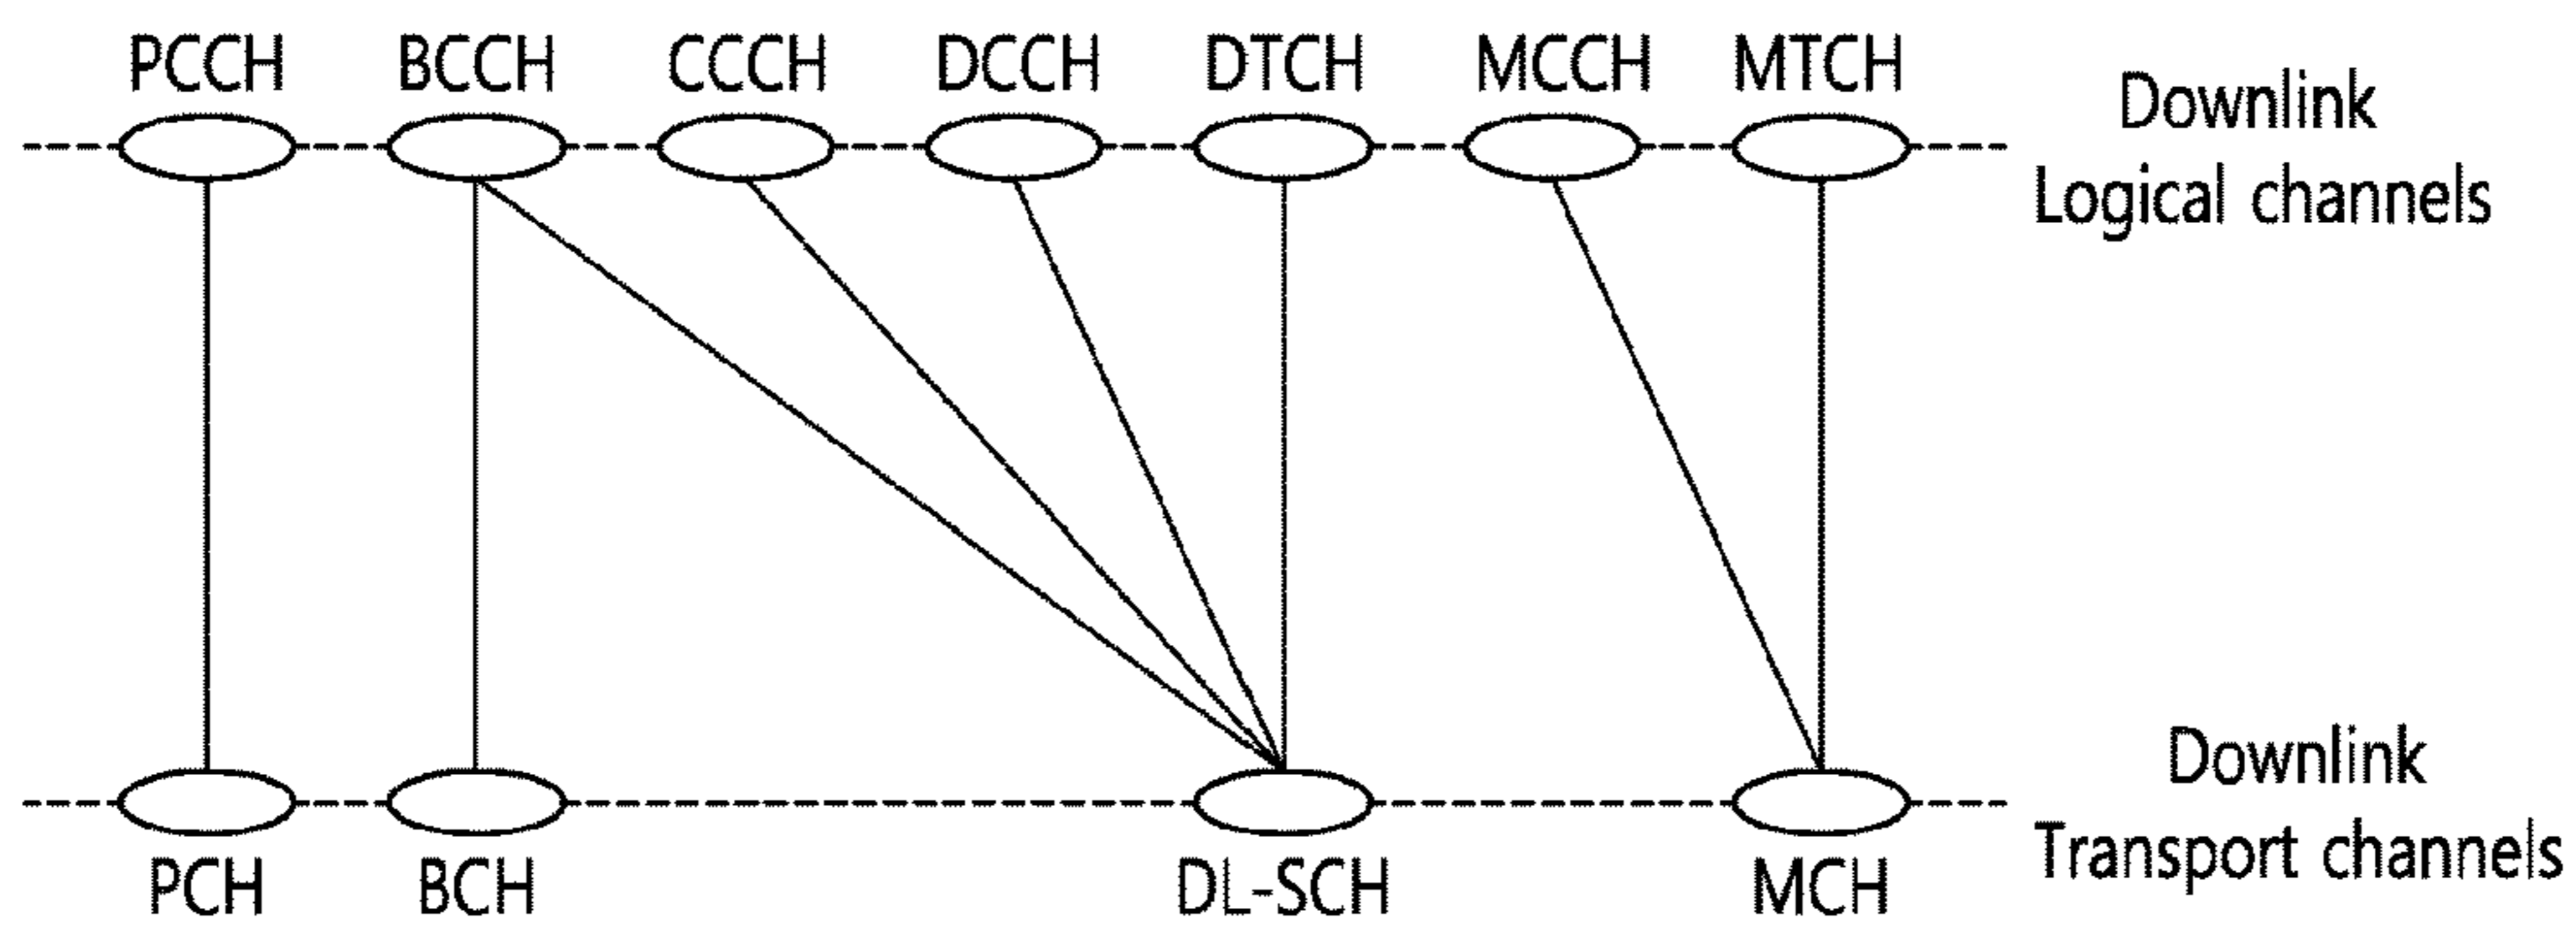 PCCH BCCH CCCH DCCH DTCH MCCH MTCH
Downlink
Logical channels
Downlink
Transport channels
PCH BCH DL-SCH MCH